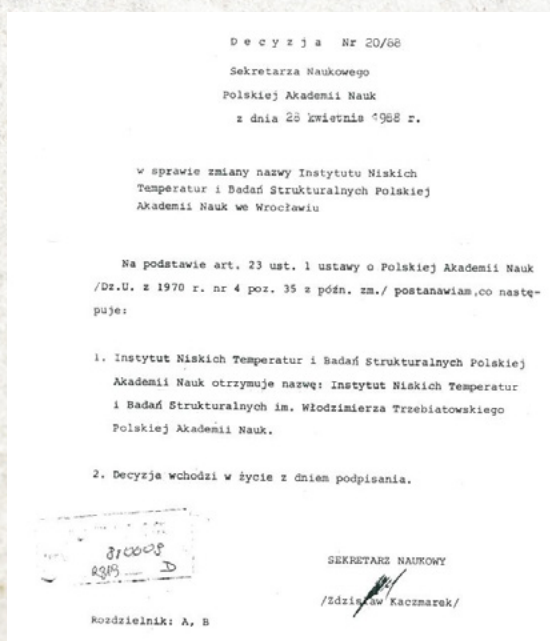 D e c y z j a Nr 20/88
Sekretarza Naukowego
Polskiej Akademii Nauk
z dnia 28 kwietnia 1988 r.
w sprawie zmiany nazwy Instytutu Niskich
Temperatur i Badań Strukturalnych Polskiej
Akademii Nauk we Wrocławiu
Na podstawie art. 23 ust. 1 ustawy o Polskiej Akademii Nauk
/Dz.U. z 1970 r. nr 4 poz. 35 z późn. zm./ postanawiam,co nastę-
puje:
1. Instytut Niskich Temperatur i Badań Strukturalnych Polskiej
Akademii Nauk otrzymuje nazwę: Instytut Niskich Temperatur
i Badań Strukturalnych im. Włodzimierza Trzebiatowskiego
Polskiej Akademii Nauk.
2. Decyzja wchodzi w życie z dniem podpisania.
D
SEKRETARZ NAUKOWY
/Zdzisław Kaczmarek/
Rozdzielnik: A, B